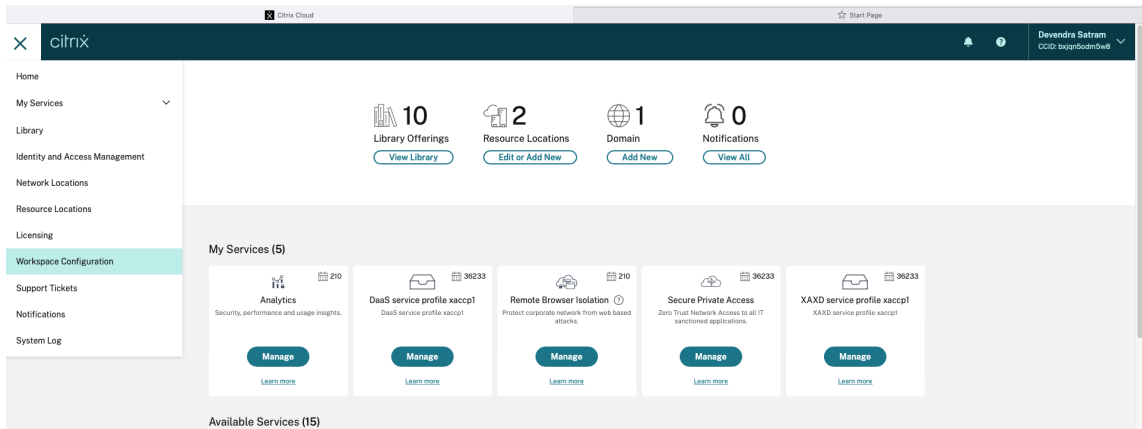 Citrix Cloud
Start Page
citrix
Devendra Satram
CCID: bxjqn5odm5w8
Home
My Services
Library
Identity and Access Management
Network Locations
Resource Locations
Licensing
Workspace Configuration
Support Tickets
Notifications
System Log
10
Library Offerings
View Library
2
Resource Locations
Edit or Add New
1
Domain
Add New
0
Notifications
View All
My Services (5)
210
Analytics
Security, performance and usage insights.
Manage
Learn more
36233
DaaS service profile xaccp1
DaaS service profile xaccp1
Manage
Learn more
210
Remote Browser Isolation ?
Protect corporate network from web based
attacks.
Manage
Learn more
36233
Secure Private Access
Zero Trust Network Access to all IT
sanctioned applications.
Manage
Learn more
36233
XAXD service profile xaccp1
XAXD service profile xaccp1
Manage
Learn more
Available Services (15)